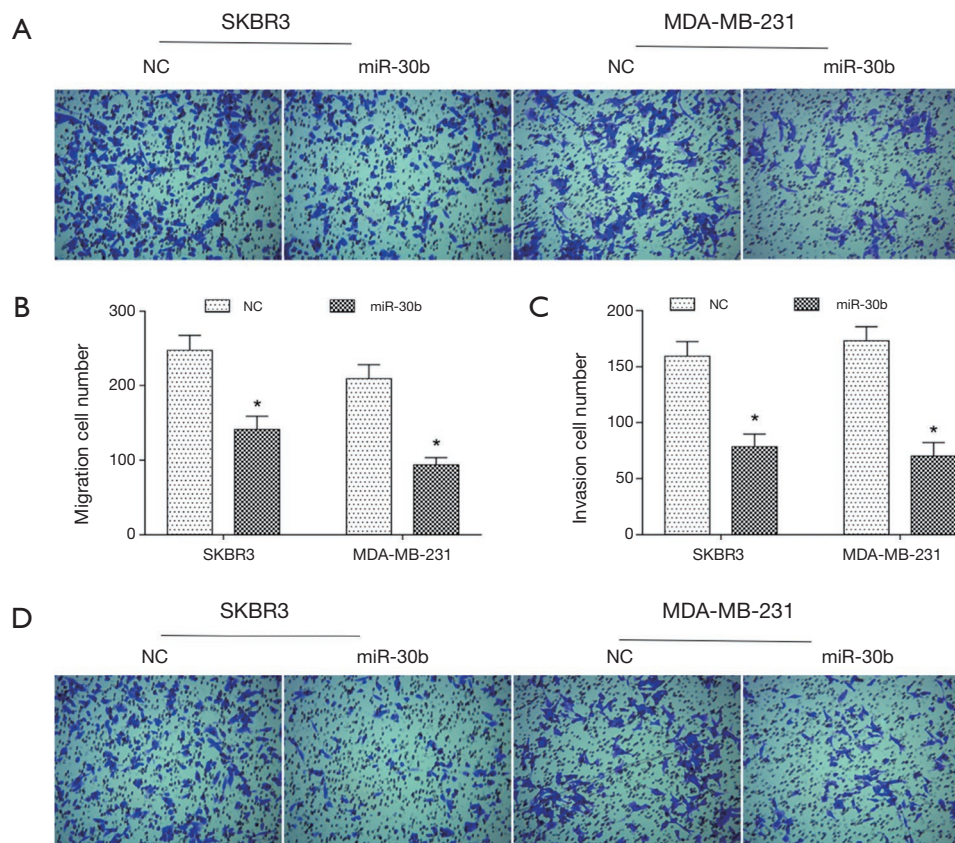 A
SKBR3
MDA-MB-231
NC
miR-30b
NC
miR-30b
B
NC
miR-30b
300
200
100
0
Migration cell number
*
*
SKBR3
MDA-MB-231
C
NC
miR-30b
200
150
100
50
0
Invasion cell number
*
*
SKBR3
MDA-MB-231
D
SKBR3
MDA-MB-231
NC
miR-30b
NC
miR-30b